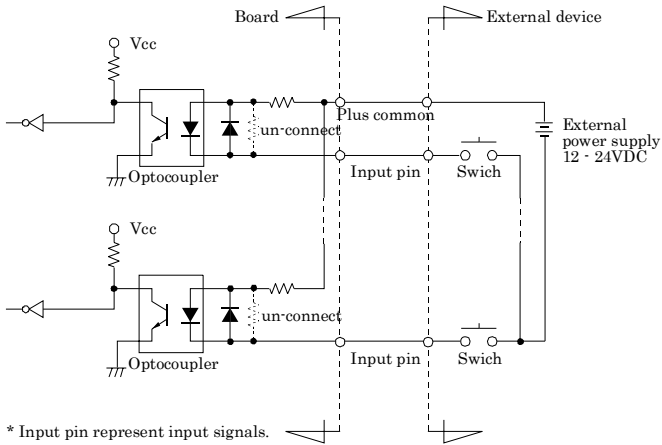 Board
External device
Vcc
Plus common
un-connect
External
power supply
12 - 24VDC
Optocoupler
Input pin
Swich
Vcc
un-connect
Optocoupler
Input pin
Swich
* Input pin represent input signals.